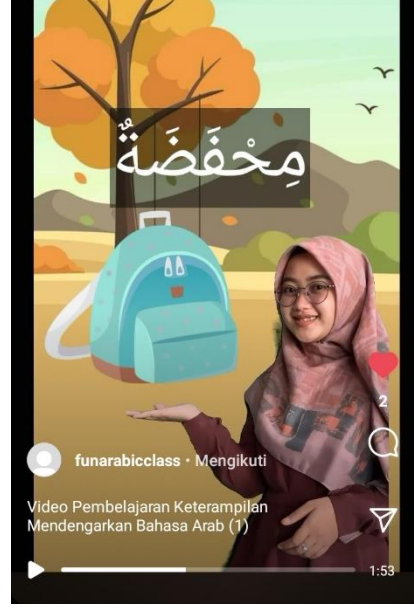 مِحْفَضَةٌ
2
funarabicclass • Mengikuti
Video Pembelajaran Keterampilan
Mendengarkan Bahasa Arab (1)
1:53